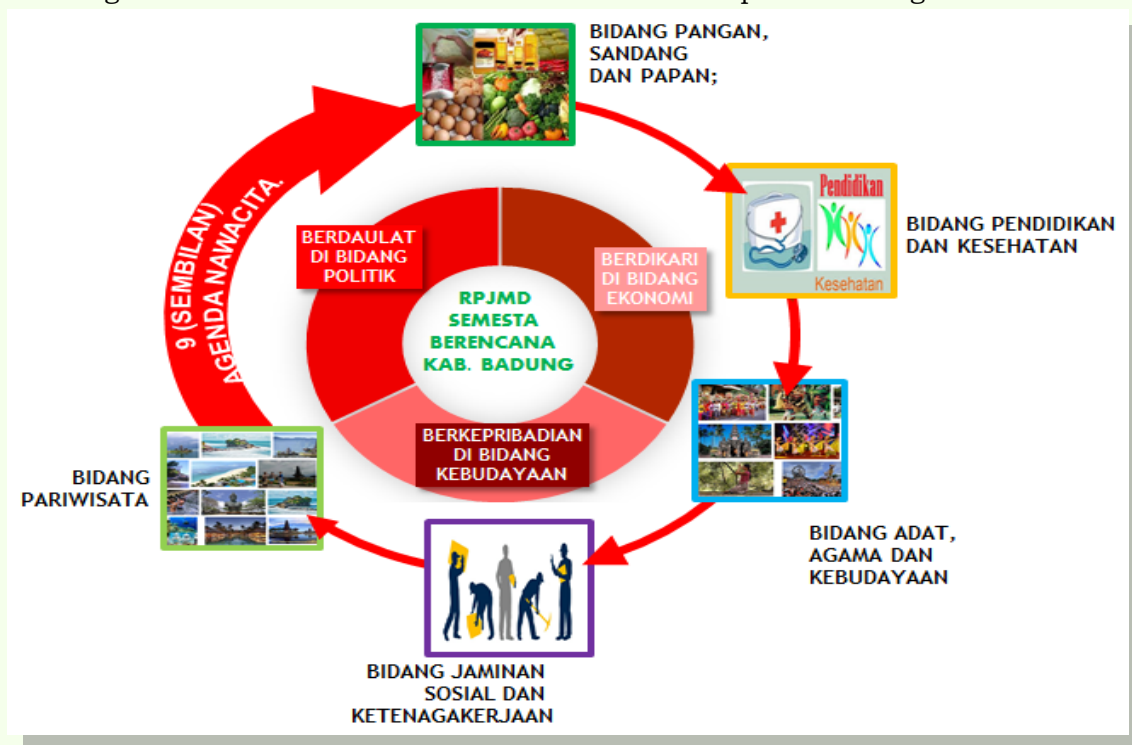 BIDANG PANGAN,
SANDANG
DAN PAPAN;
Pendidikan
Kesehatan
BIDANG PENDIDIKAN
DAN KESEHATAN
9 (SEMBILAN)
AGENDA NAWACITA.
BERDAULAT
DI BIDANG
POLITIK
BERDIKARI
DI BIDANG
EKONOMI
RPJMD
SEMESTA
BERENCANA
KAB. BADUNG
BERKEPRIBADIAN
DI BIDANG
KEBUDAYAAN
BIDANG
PARIWISATA
BIDANG ADAT,
AGAMA DAN
KEBUDAYAAN
BIDANG JAMINAN
SOSIAL DAN
KETENAGAKERJAAN